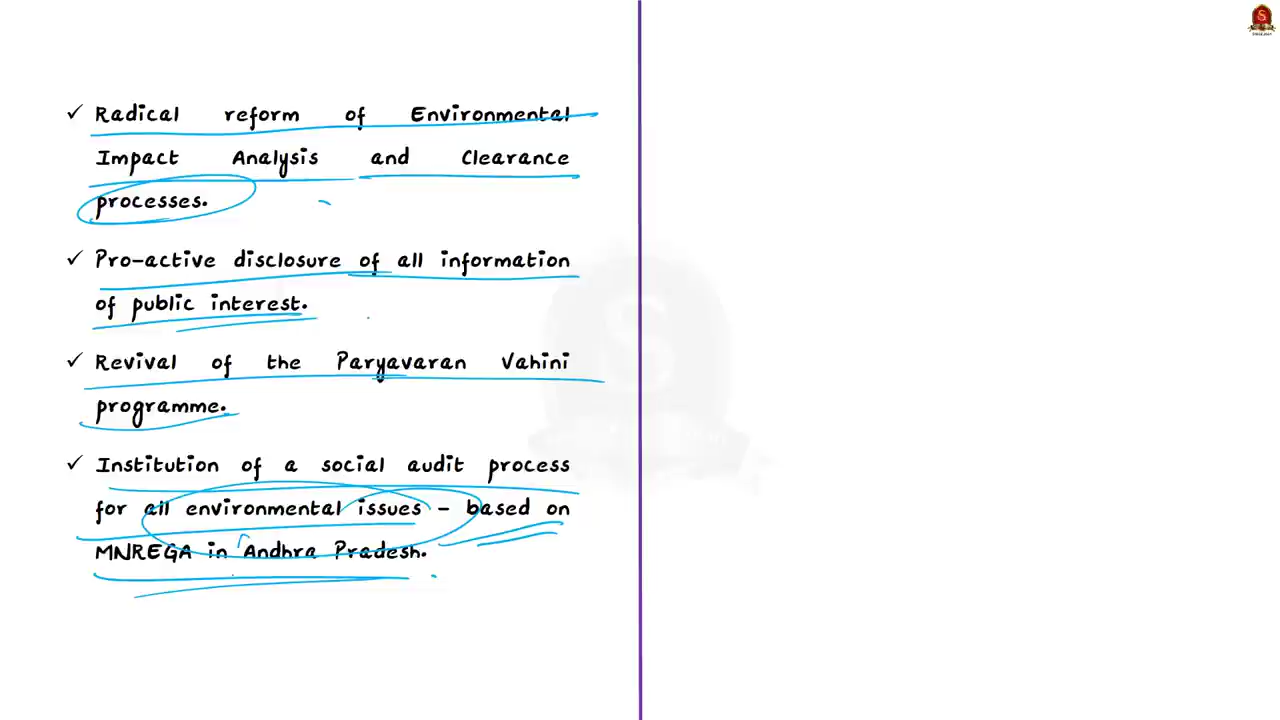 ✓ Radical reform of Environmental
Impact Analysis and Clearance
processes.
✓ Pro-active disclosure of all information
of public interest.
✓ Revival of the Paryavaran Vahini
programme.
✓ Institution of a social audit process
for all environmental issues – based on
MNREGA in Andhra Pradesh.